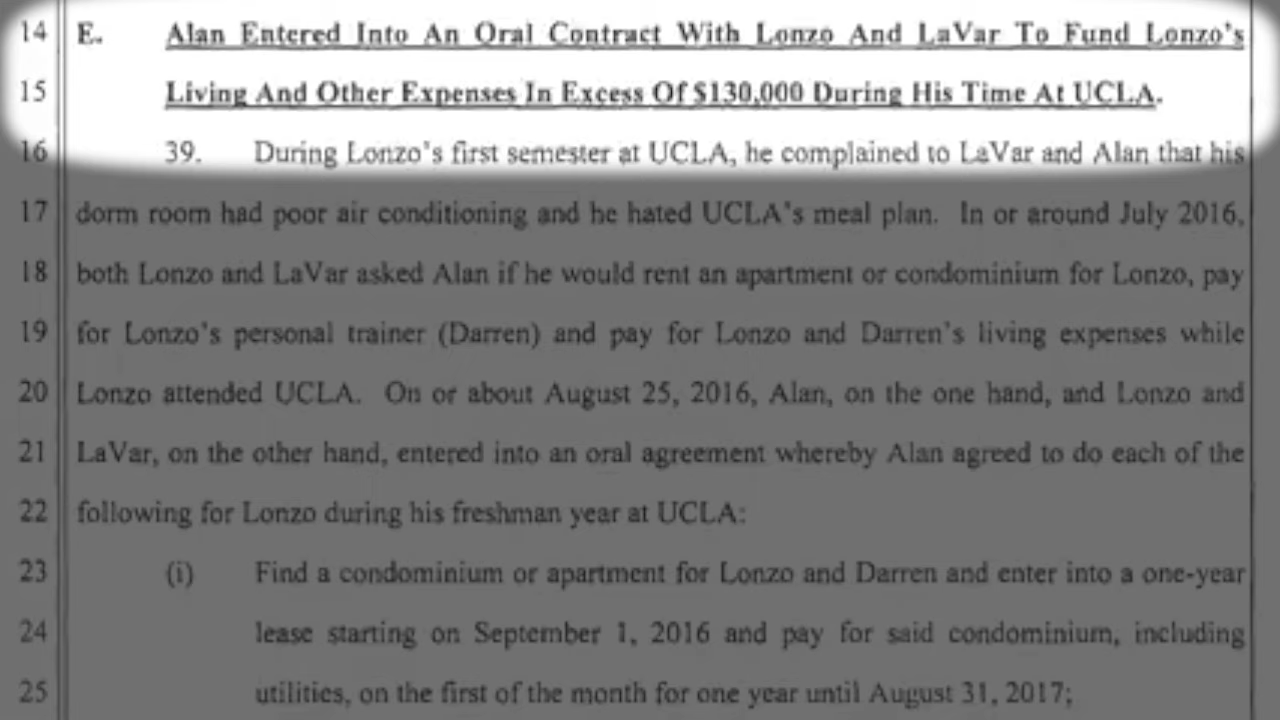 14 E. Alan Entered Into An Oral Contract With Lonzo And LaVar To Fund Lonzo's
15 Living And Other Expenses In Excess Of $130,000 During His Time At UCLA.
16 39. During Lonzo's first semester at UCLA, he complained to LaVar and Alan that his
17 dorm room had poor air conditioning and he hated UCLA's meal plan. In or around July 2016,
18 both Lonzo and LaVar asked Alan if he would rent an apartment or condominium for Lonzo, pay
19 for Lonzo's personal trainer (Darren) and pay for Lonzo and Darren's living expenses while
20 Lonzo attended UCLA. On or about August 25, 2016, Alan, on the one hand, and Lonzo and
21 LaVar, on the other hand, entered into an oral agreement whereby Alan agreed to do each of the
22 following for Lonzo during his freshman year at UCLA:
23 (i) Find a condominium or apartment for Lonzo and Darren and enter into a one-year
24 lease starting on September 1, 2016 and pay for said condominium, including
25 utilities, on the first of the month for one year until August 31, 2017;